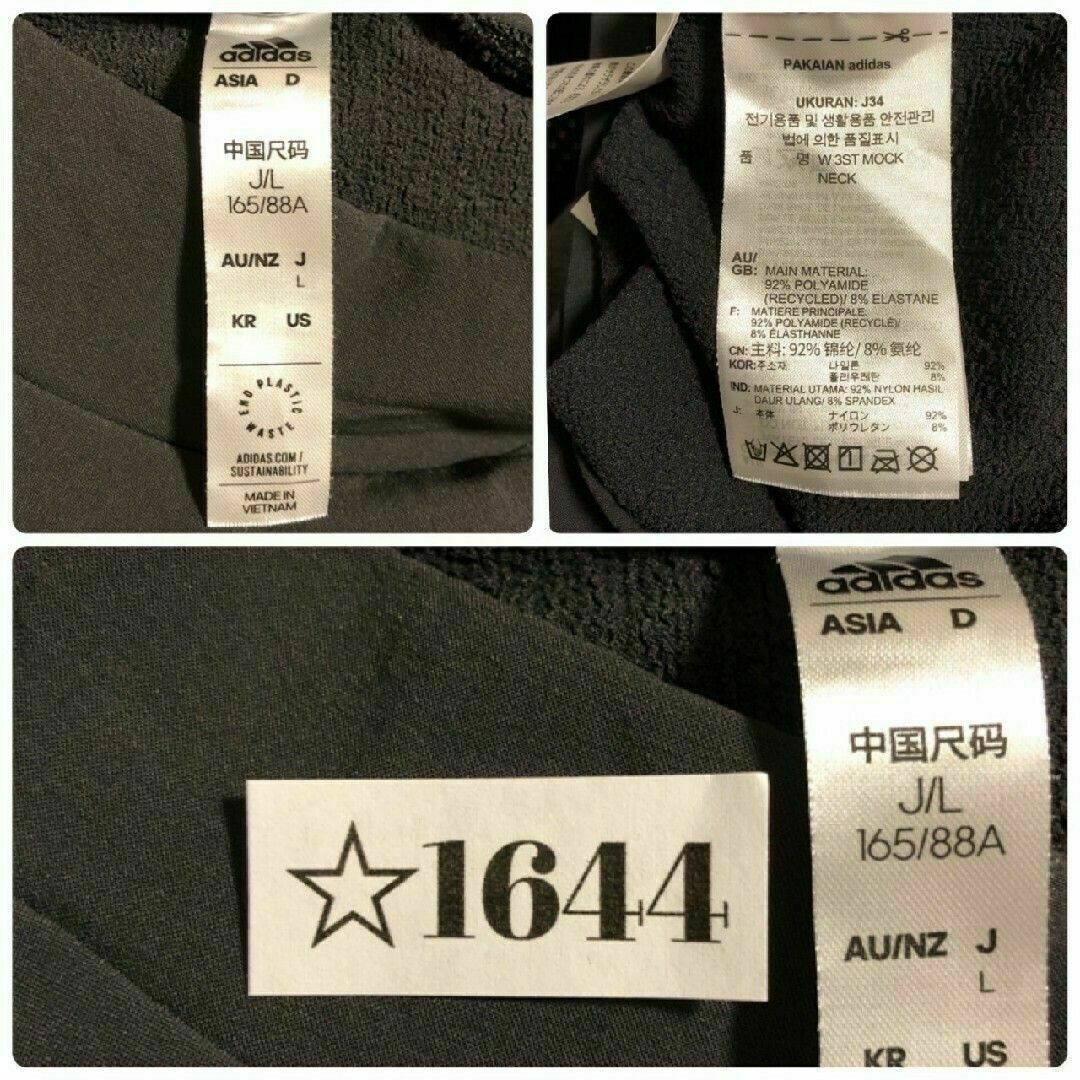 adidas
ASIA D
中国尺码
J/L
165/88A
AU/NZ J
L
KR US
END PLASTIC WASTE
ADIDAS.COM/
SUSTAINABILITY
MADE IN
VIETNAM
PAKAIAN adidas
UKURAN: J34
전기용품 및 생활용품 안전관리
법에 의한 품질표시
품 명 W 3ST MOCK
NECK
AU/
GB: MAIN MATERIAL:
92% POLYAMIDE
(RECYCLED)/ 8% ELASTANE
F: MATIERE PRINCIPALE:
92% POLYAMIDE (RECYCLÉ)/
8% ÉLASTHANNE
CN: 主料: 92% 锦纶/ 8% 氨纶
KOR: 주소재 나일론 92%
폴리우레탄 8%
IND: MATERIAL UTAMA: 92% NYLON HASIL
DAUR ULANG/ 8% SPANDEX
J: 本体 ナイロン 92%
ポリウレタン 8%
☆1644
adidas
ASIA D
中国尺码
J/L
165/88A
AU/NZ J
L
KR US